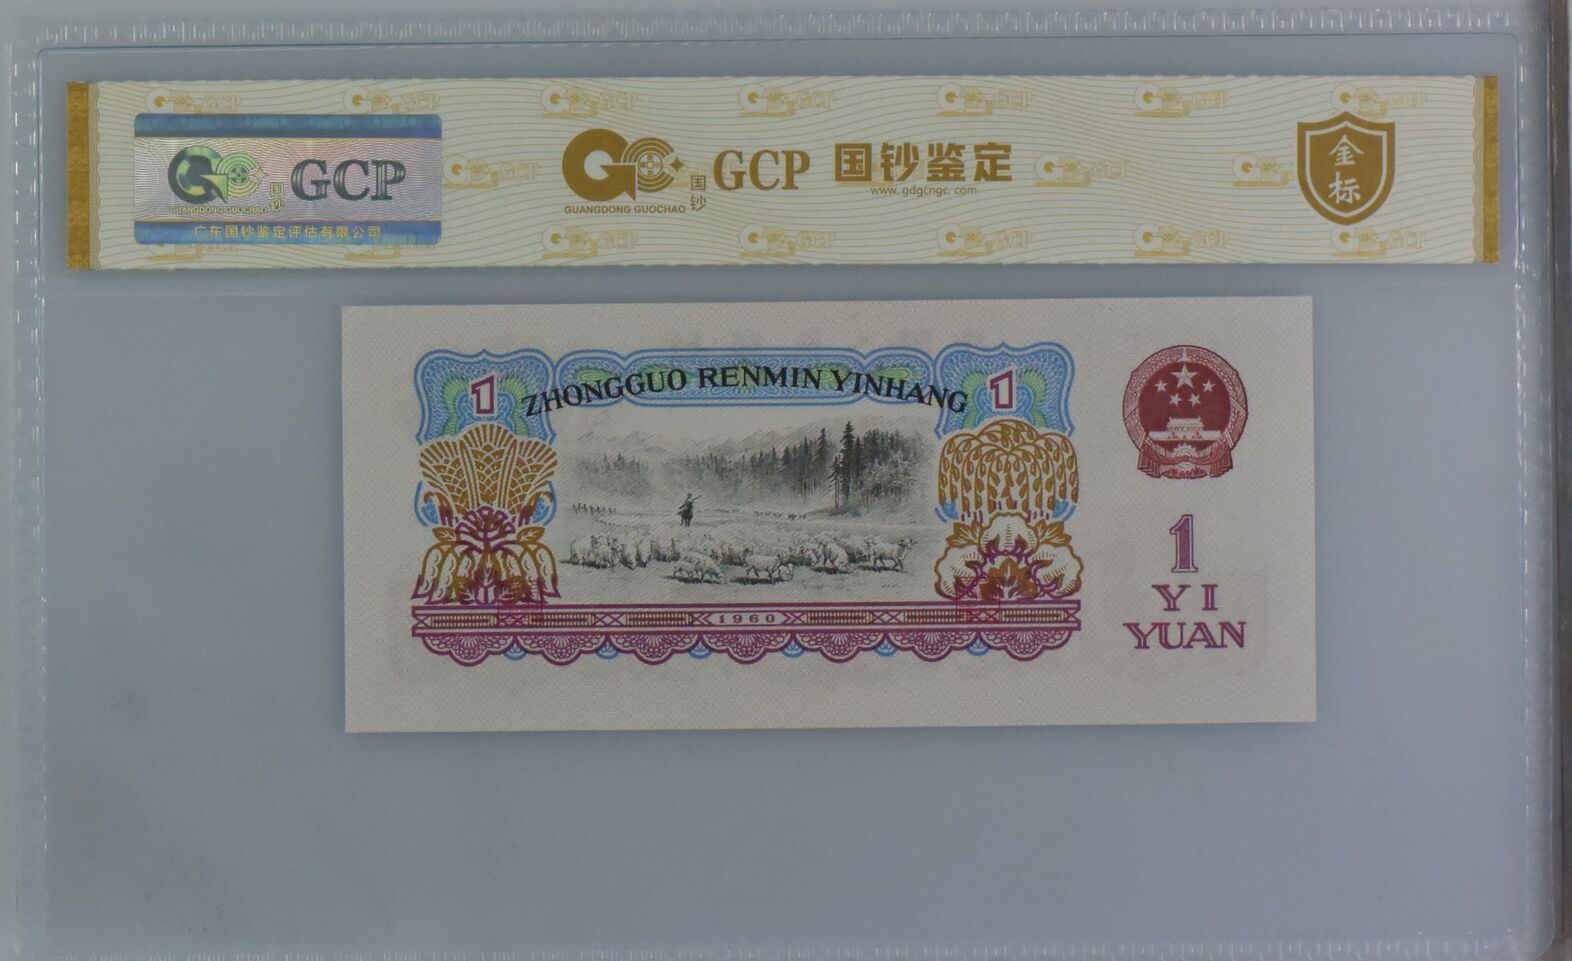 GCP
GUANGDONG GUOCHAO 国钞
广东国钞鉴定评估有限公司
GCP 国钞鉴定
www.gdgcngc.com
GUANGDONG GUOCHAO 国钞
金标
1
ZHONGGUO RENMIN YINHANG
1
1960
1
YI
YUAN